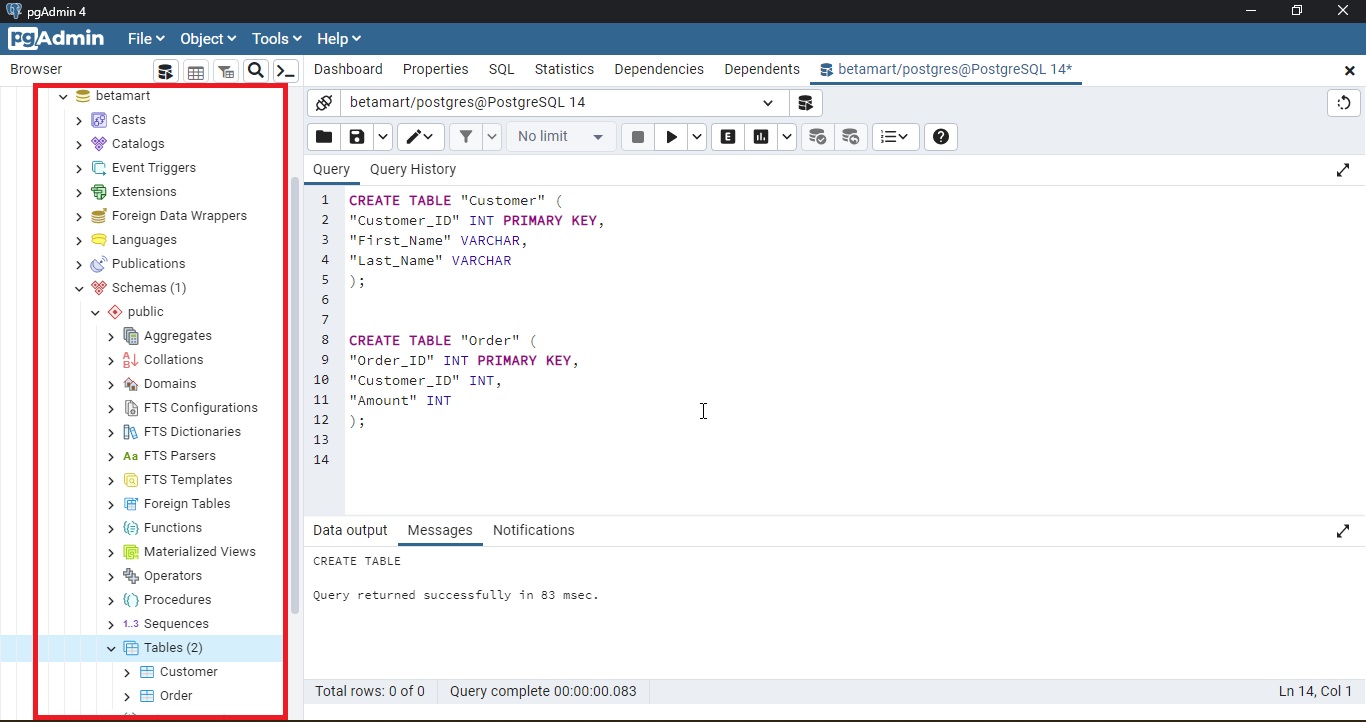 pgAdmin 4
pgAdmin File Object Tools Help
Browser
Dashboard Properties SQL Statistics Dependencies Dependents betamart/postgres@PostgreSQL 14*
betamart
Casts
Catalogs
Event Triggers
Extensions
Foreign Data Wrappers
Languages
Publications
Schemas (1)
public
Aggregates
Collations
Domains
FTS Configurations
FTS Dictionaries
Aa FTS Parsers
FTS Templates
Foreign Tables
Functions
Materialized Views
Operators
Procedures
1..3 Sequences
Tables (2)
Customer
Order
betamart/postgres@PostgreSQL 14
No limit
E
Query Query History
1 CREATE TABLE "Customer" (
2 "Customer_ID" INT PRIMARY KEY,
3 "First_Name" VARCHAR,
4 "Last_Name" VARCHAR
5 );
6
7
8 CREATE TABLE "Order" (
9 "Order_ID" INT PRIMARY KEY,
10 "Customer_ID" INT,
11 "Amount" INT
12 );
13
14
Data output Messages Notifications
CREATE TABLE
Query returned successfully in 83 msec.
Total rows: 0 of 0 Query complete 00:00:00.083 Ln 14, Col 1